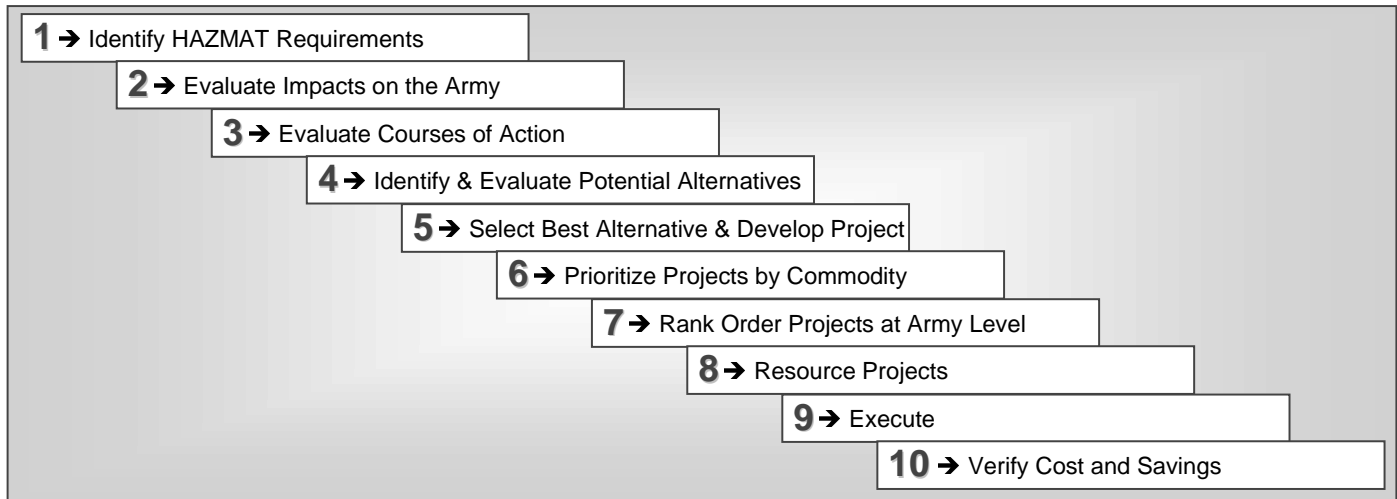 1 → Identify HAZMAT Requirements
2 → Evaluate Impacts on the Army
3 → Evaluate Courses of Action
4 → Identify & Evaluate Potential Alternatives
5 → Select Best Alternative & Develop Project
6 → Prioritize Projects by Commodity
7 → Rank Order Projects at Army Level
8 → Resource Projects
9 → Execute
10 → Verify Cost and Savings